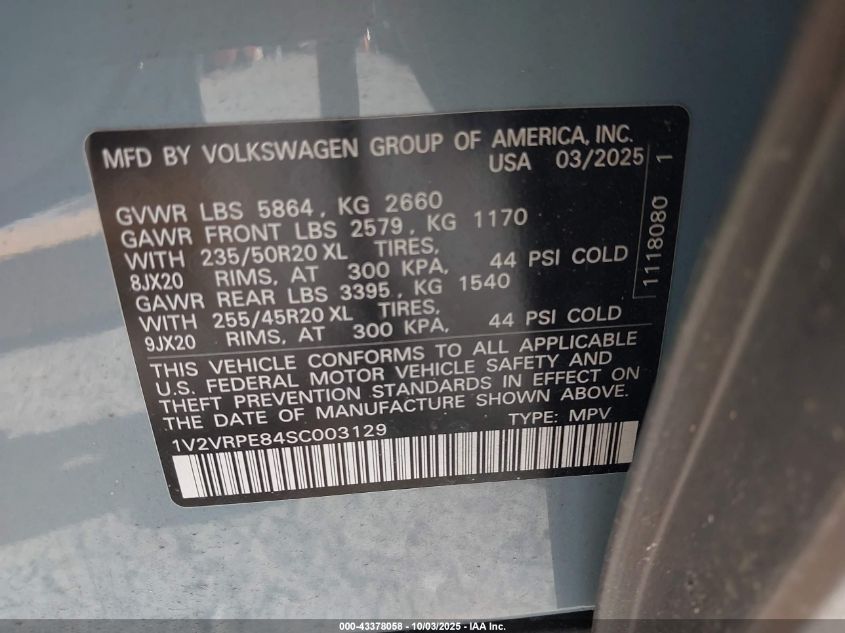 MFD BY VOLKSWAGEN GROUP OF AMERICA, INC.
USA 03/2025
GVWR LBS 5864, KG 2660
GAWR FRONT LBS 2579, KG 1170
WITH 235/50R20 XL TIRES,
8JX20 RIMS, AT 300 KPA, 44 PSI COLD
GAWR REAR LBS 3395, KG 1540
WITH 255/45R20 XL TIRES,
9JX20 RIMS, AT 300 KPA, 44 PSI COLD
THIS VEHICLE CONFORMS TO ALL APPLICABLE
U.S. FEDERAL MOTOR VEHICLE SAFETY AND
THEFT PREVENTION STANDARDS IN EFFECT ON
THE DATE OF MANUFACTURE SHOWN ABOVE.
1V2VRPE84SC003129 TYPE: MPV
1118080 1
000-43378058 - 10/03/2025 - IAA Inc.